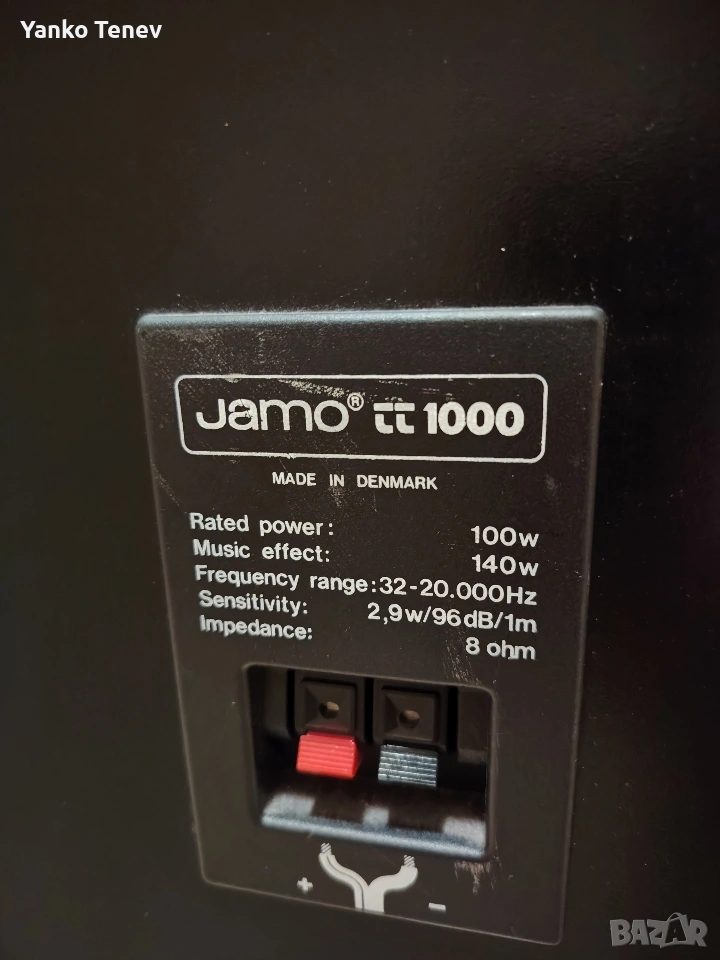 Yanko Tenev
Jamo® tt 1000
MADE IN DENMARK
Rated power: 100w
Music effect: 140w
Frequency range: 32-20.000Hz
Sensitivity: 2,9w/96dB/1m
Impedance: 8 ohm
+ -
BAZAR